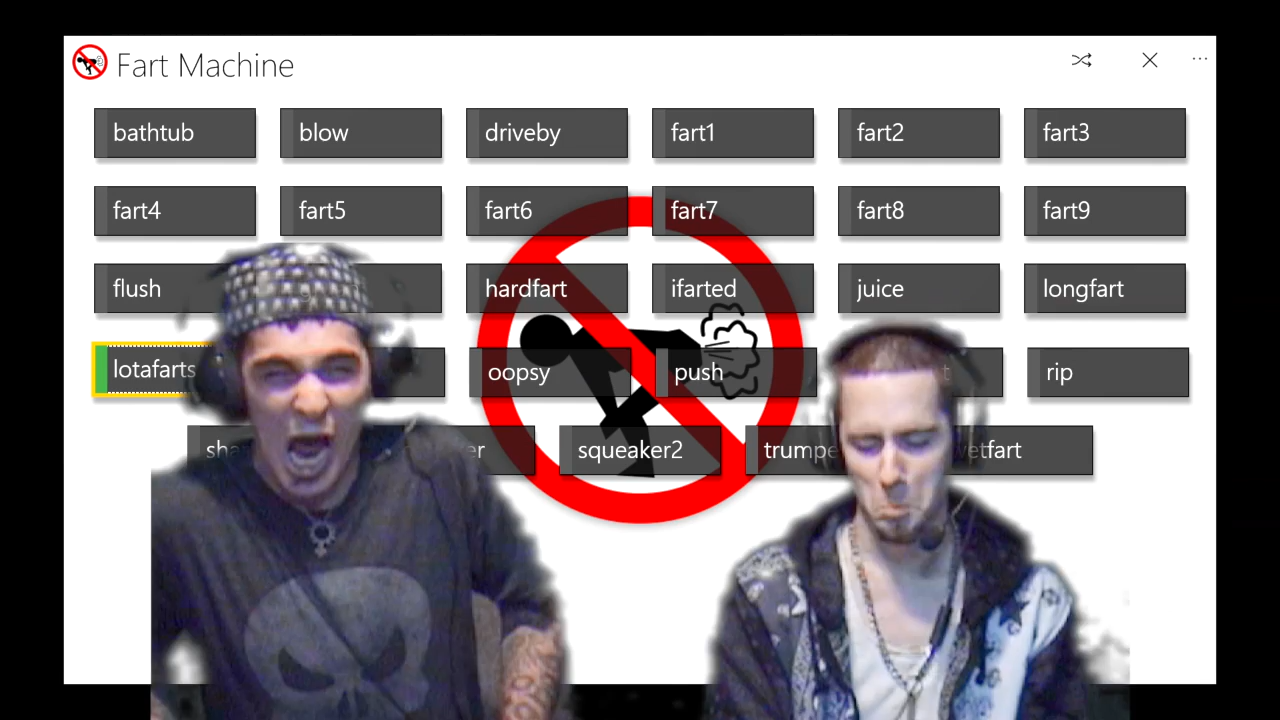 Fart Machine
bathtub blow driveby fart1 fart2 fart3
fart4 fart5 fart6 fart7 fart8 fart9
flush hardfart ifarted juice longfart
lotafarts oopsy push rip
squeaker2